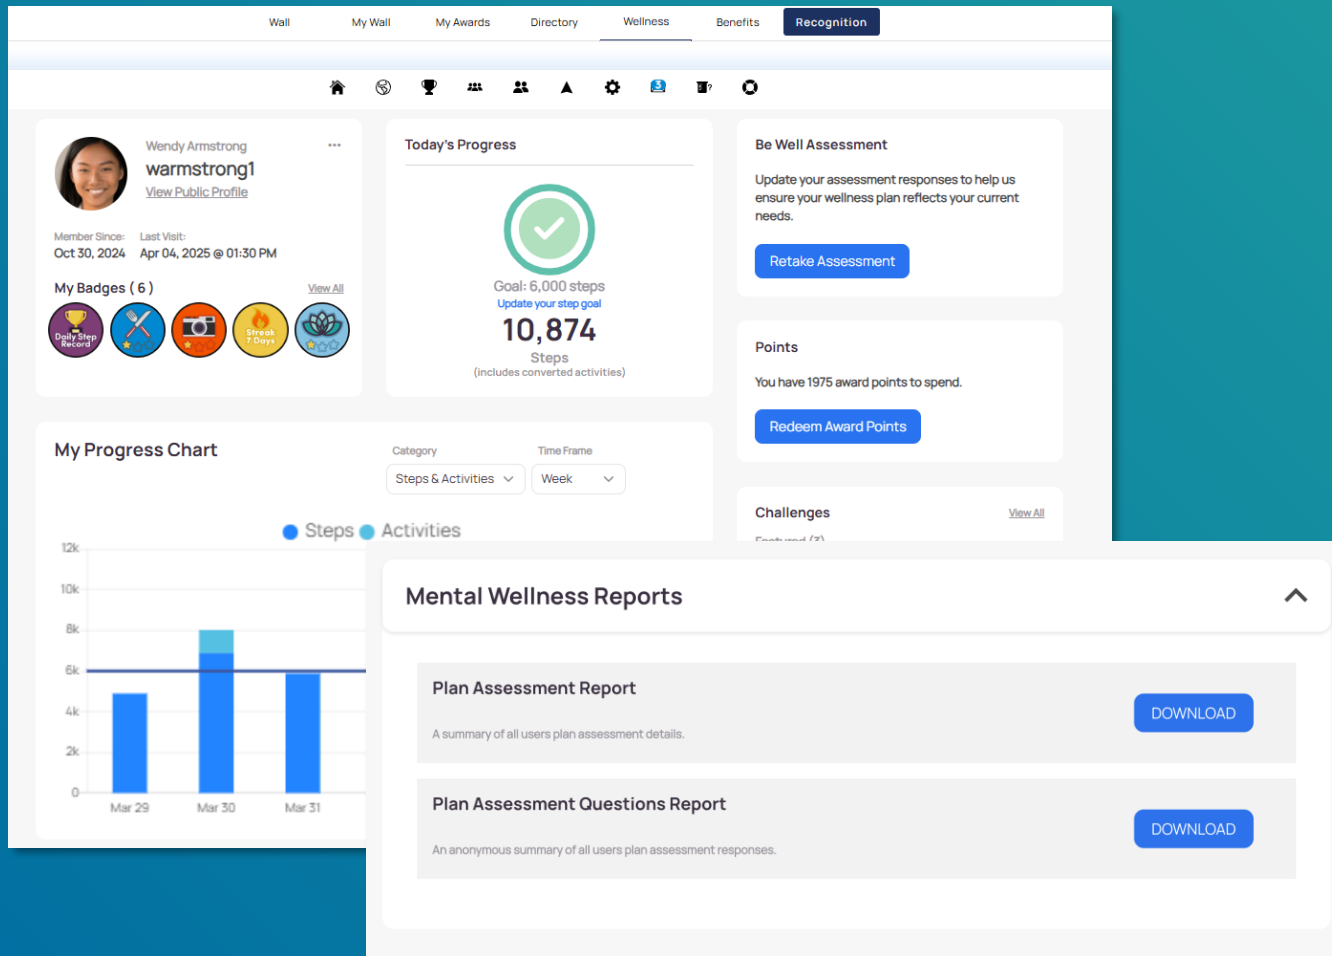 Wall My Wall My Awards Directory Wellness Benefits Recognition
3
?
Wendy Armstrong
warmstrong1
View Public Profile
Member Since: Last Visit:
Oct 30, 2024 Apr 04, 2025 @ 01:30 PM
My Badges ( 6 ) View All
Daily Step
Record
Streak
7 Days
Today's Progress
Goal: 6,000 steps
Update your step goal
10,874
Steps
(includes converted activities)
Be Well Assessment
Update your assessment responses to help us
ensure your wellness plan reflects your current
needs.
Retake Assessment
Points
You have 1975 award points to spend.
Redeem Award Points
Challenges View All
Featured (3)
My Progress Chart
Category Time Frame
Steps & Activities Week
Steps Activities
12k
10k
8k
6k
4k
2k
0
Mar 29 Mar 30 Mar 31
Mental Wellness Reports
Plan Assessment Report
A summary of all users plan assessment details.
DOWNLOAD
Plan Assessment Questions Report
An anonymous summary of all users plan assessment responses.
DOWNLOAD